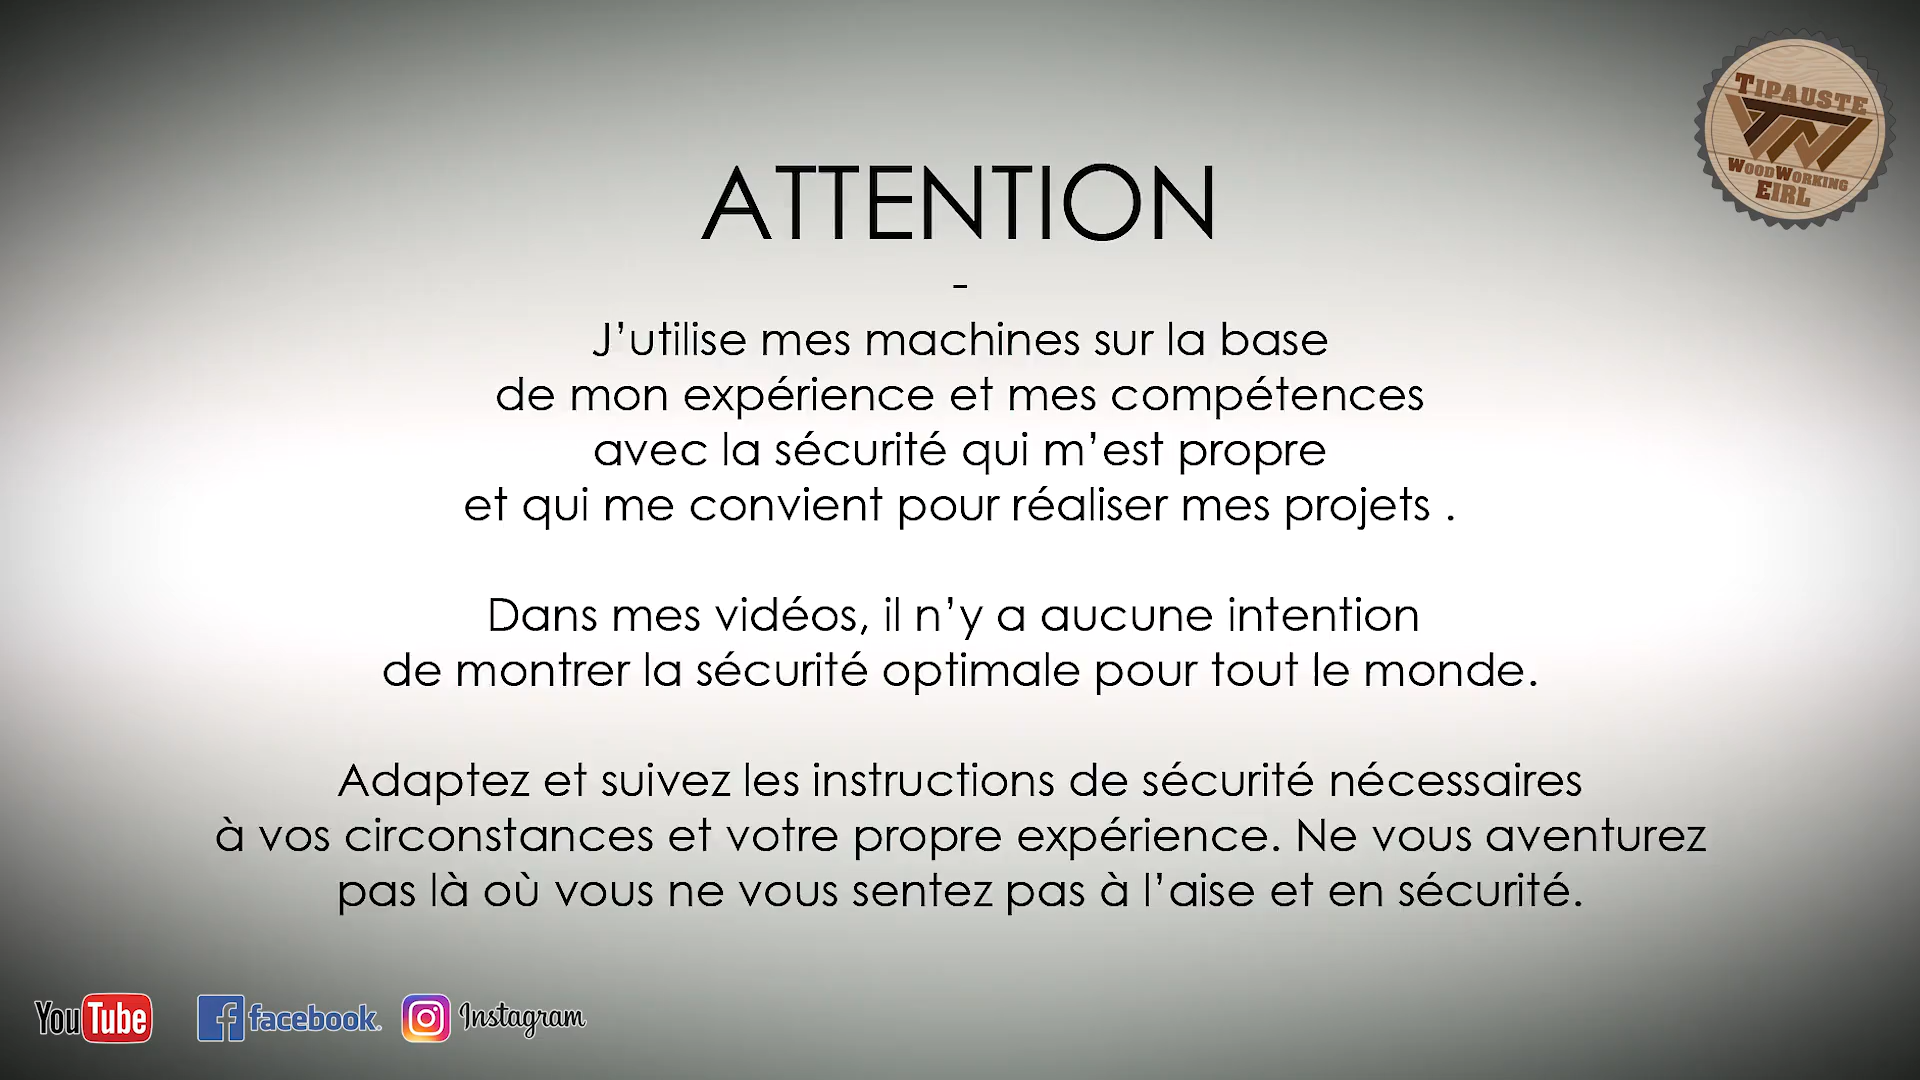 TIPAUSTE
WOODWORKING
EIRL
ATTENTION
-
J’utilise mes machines sur la base
de mon expérience et mes compétences
avec la sécurité qui m’est propre
et qui me convient pour réaliser mes projets .
Dans mes vidéos, il n’y a aucune intention
de montrer la sécurité optimale pour tout le monde.
Adaptez et suivez les instructions de sécurité nécessaires
à vos circonstances et votre propre expérience. Ne vous aventurez
pas là où vous ne vous sentez pas à l’aise et en sécurité.
YouTube facebook. Instagram